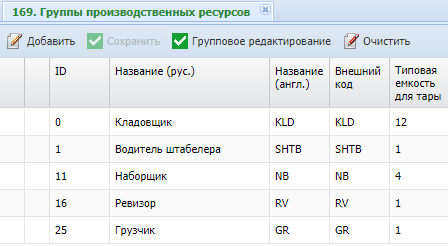 169. Группы производственных ресурсов
Добавить Сохранить Групповое редактирование Очистить
ID Название (рус.) Название (англ.) Внешний код Типовая емкость для тары
0 Кладовщик KLD KLD 12
1 Водитель штабелера SHTB SHTB 1
11 Наборщик NB NB 4
16 Ревизор RV RV 1
25 Грузчик GR GR 1